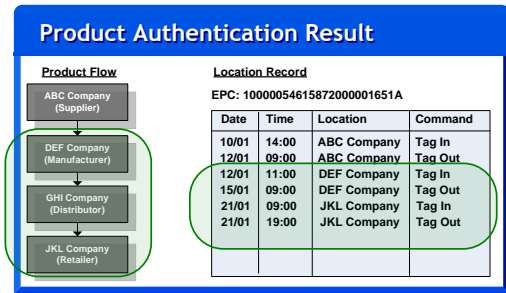 Product Authentication Result
Product Flow
ABC Company
(Supplier)
DEF Company
(Manufacturer)
GHI Company
(Distributor)
JKL Company
(Retailer)
Location Record
EPC: 10000054615872000001651A
Date Time Location Command
10/01 14:00 ABC Company Tag In
12/01 09:00 ABC Company Tag Out
12/01 11:00 DEF Company Tag In
15/01 09:00 DEF Company Tag Out
21/01 09:00 JKL Company Tag In
21/01 19:00 JKL Company Tag Out